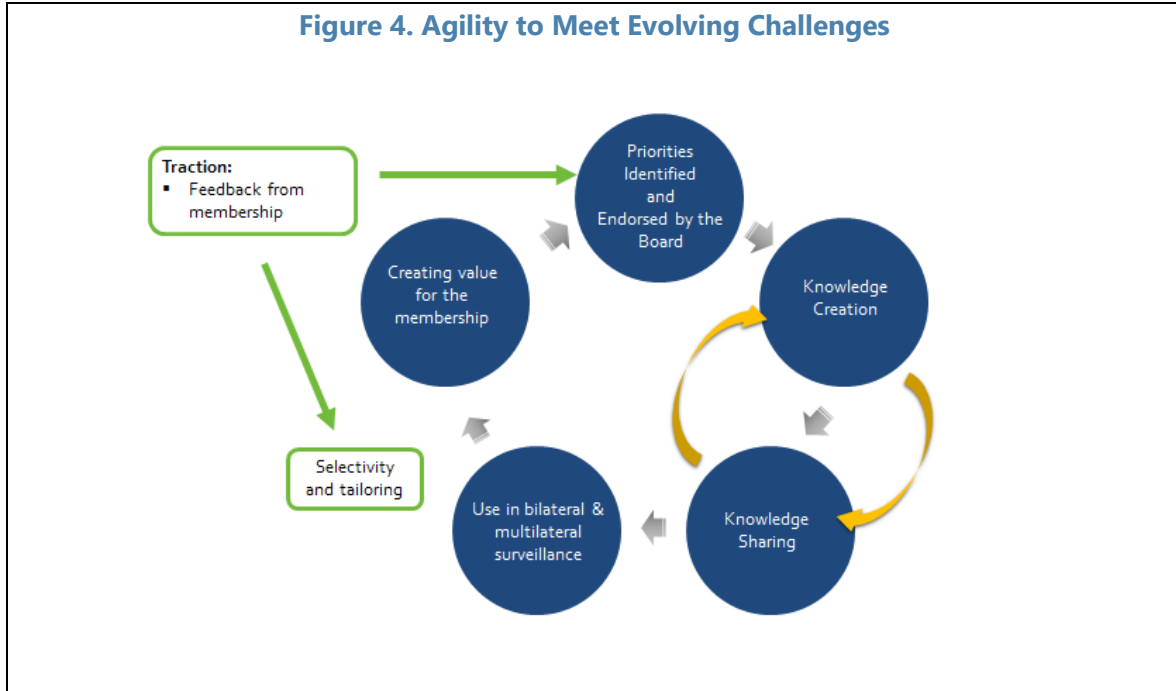 Figure 4. Agility to Meet Evolving Challenges
Traction:
▪ Feedback from
membership
Priorities
Identified
and
Endorsed by the
Board
Creating value
for the
membership
Knowledge
Creation
Selectivity
and tailoring
Use in bilateral &
multilateral
surveillance
Knowledge
Sharing